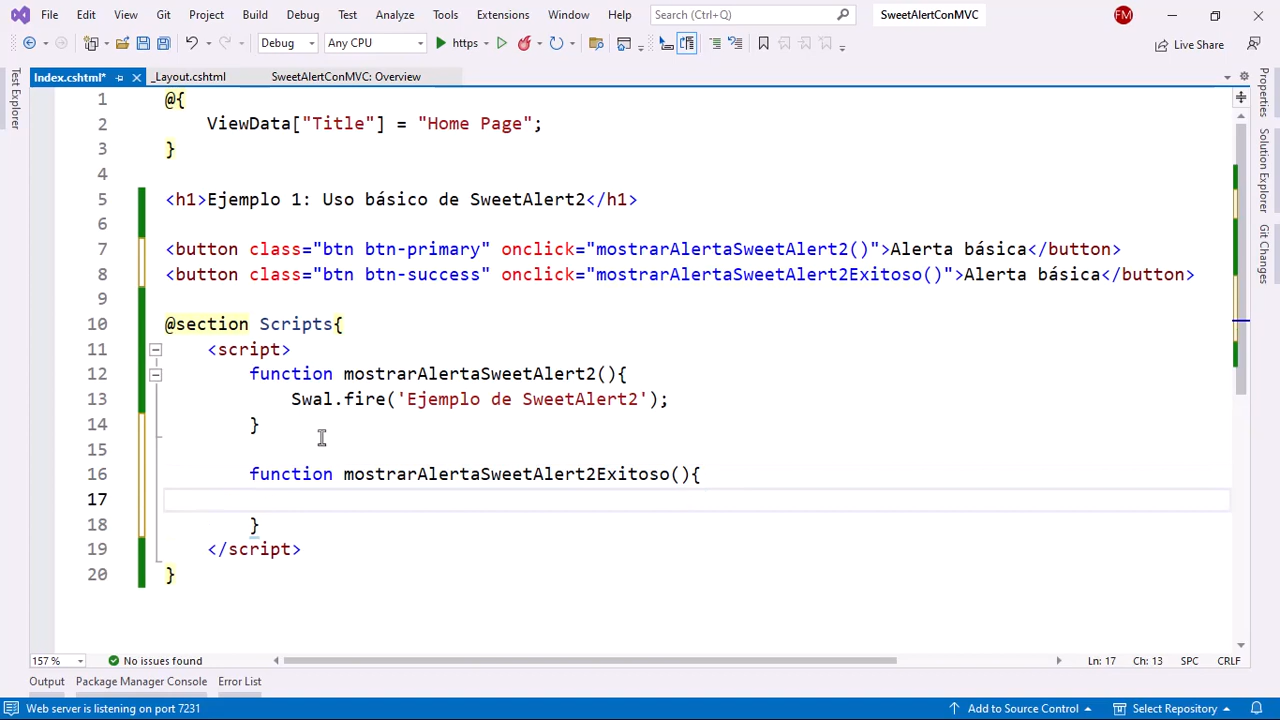 File Edit View Git Project Build Debug Test Analyze Tools Extensions Window Help Search (Ctrl+Q) SweetAlertConMVC FM
Debug Any CPU https Live Share
Index.cshtml* _Layout.cshtml SweetAlertConMVC: Overview
Test Explorer
Properties
Solution Explorer
Git Changes
1 @{
2 ViewData["Title"] = "Home Page";
3 }
4
5 <h1>Ejemplo 1: Uso básico de SweetAlert2</h1>
6
7 <button class="btn btn-primary" onclick="mostrarAlertaSweetAlert2()">Alerta básica</button>
8 <button class="btn btn-success" onclick="mostrarAlertaSweetAlert2Exitoso()">Alerta básica</button>
9
10 @section Scripts{
11 <script>
12 function mostrarAlertaSweetAlert2(){
13 Swal.fire('Ejemplo de SweetAlert2');
14 }
15
16 function mostrarAlertaSweetAlert2Exitoso(){
17
18 }
19 </script>
20 }
157 % No issues found Ln: 17 Ch: 13 SPC CRLF
Output Package Manager Console Error List
Web server is listening on port 7231 Add to Source Control Select Repository